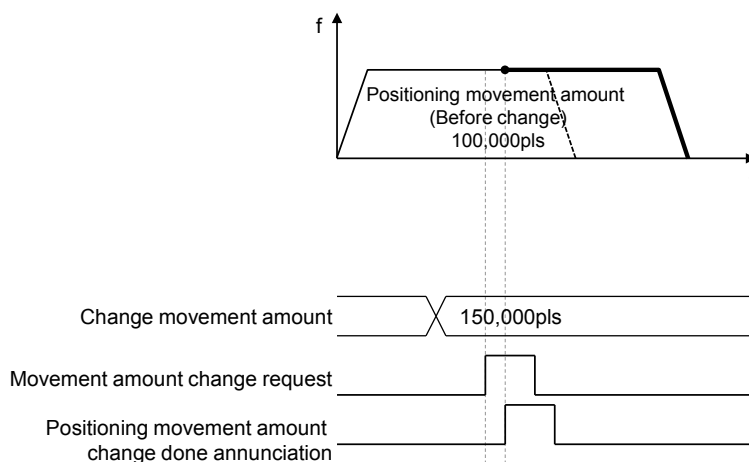 f
Positioning movement amount
(Before change)
100,000pls
Change movement amount
150,000pls
Movement amount change request
Positioning movement amount
change done annunciation